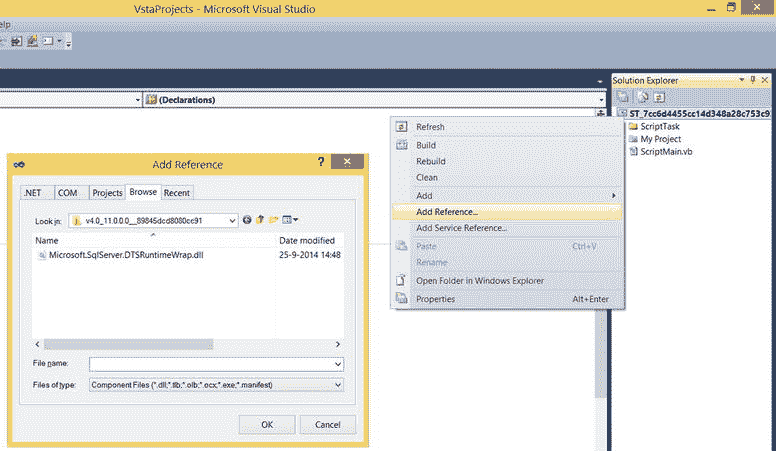 VstaProjects - Microsoft Visual Studio
elp
(Declarations)
Solution Explorer
ST_7cc6d4455cc14d348a28c753c9
ScriptTask
My Project
ScriptMain.vb
Refresh
Build
Rebuild
Clean
Add
Add Reference...
Add Service Reference...
Paste Ctrl+V
Rename
Open Folder in Windows Explorer
Properties Alt+Enter
Add Reference
.NET COM Projects Browse Recent
Look in: v4.0_11.0.0.0__89845dcd8080cc91
Name Date modified
Microsoft.SqlServer.DTSRuntimeWrap.dll 25-9-2014 14:48
File name:
Files of type: Component Files (*.dll;*.tlb;*.olb;*.ocx;*.exe;*.manifest)
OK Cancel